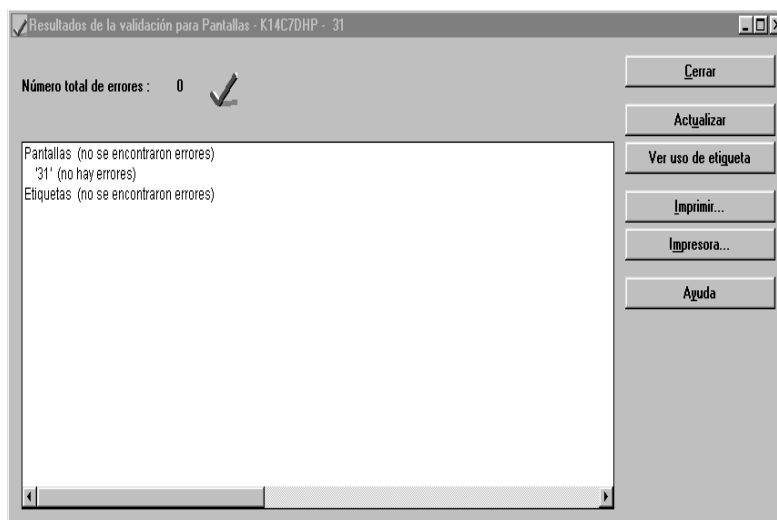 Resultados de la validación para Pantallas - K14C7DHP - 31
Número total de errores : 0
Pantallas (no se encontraron errores)
'31' (no hay errores)
Etiquetas (no se encontraron errores)
Cerrar
Actualizar
Ver uso de etiqueta
Imprimir...
Impresora...
Ayuda